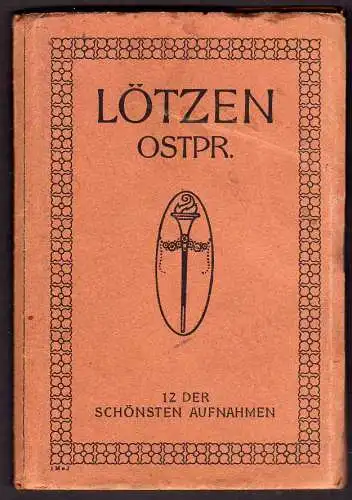 LÖTZEN
OSTPR.
12 DER
SCHÖNSTEN AUFNAHMEN